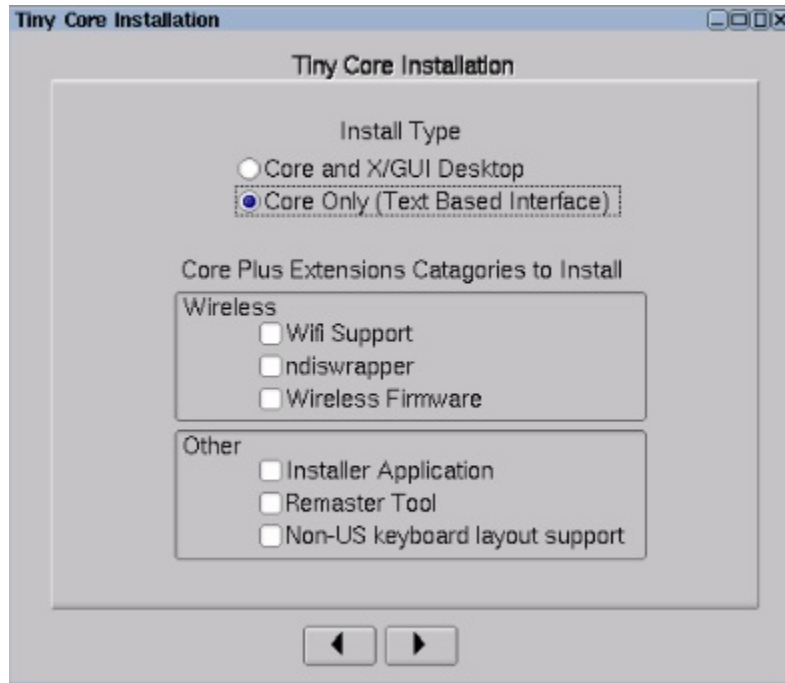 Tiny Core Installation
Tiny Core Installation
Install Type
Core and X/GUI Desktop
Core Only (Text Based Interface)
Core Plus Extensions Catagories to Install
Wireless
Wifi Support
ndiswrapper
Wireless Firmware
Other
Installer Application
Remaster Tool
Non-US keyboard layout support